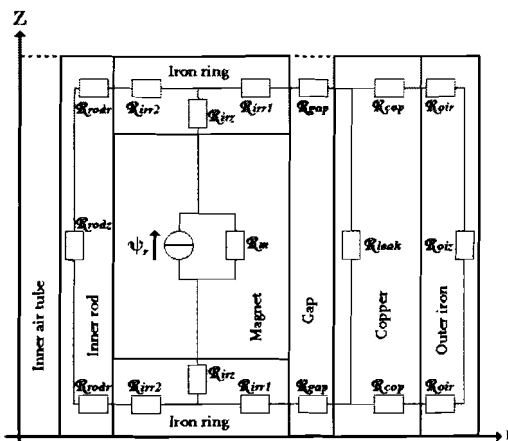 Z
Iron ring
ℛrodr ℛirr2 ℛirz ℛirr1 ℛgap ℛcop ℛoir
ℛrodz ψr ℛm ℛleak ℛoiz
Inner air tube
Inner rod
Magnet
Gap
Copper
Outer iron
ℛrodr ℛirr2 ℛirz ℛirr1 ℛgap ℛcop ℛoir
Iron ring